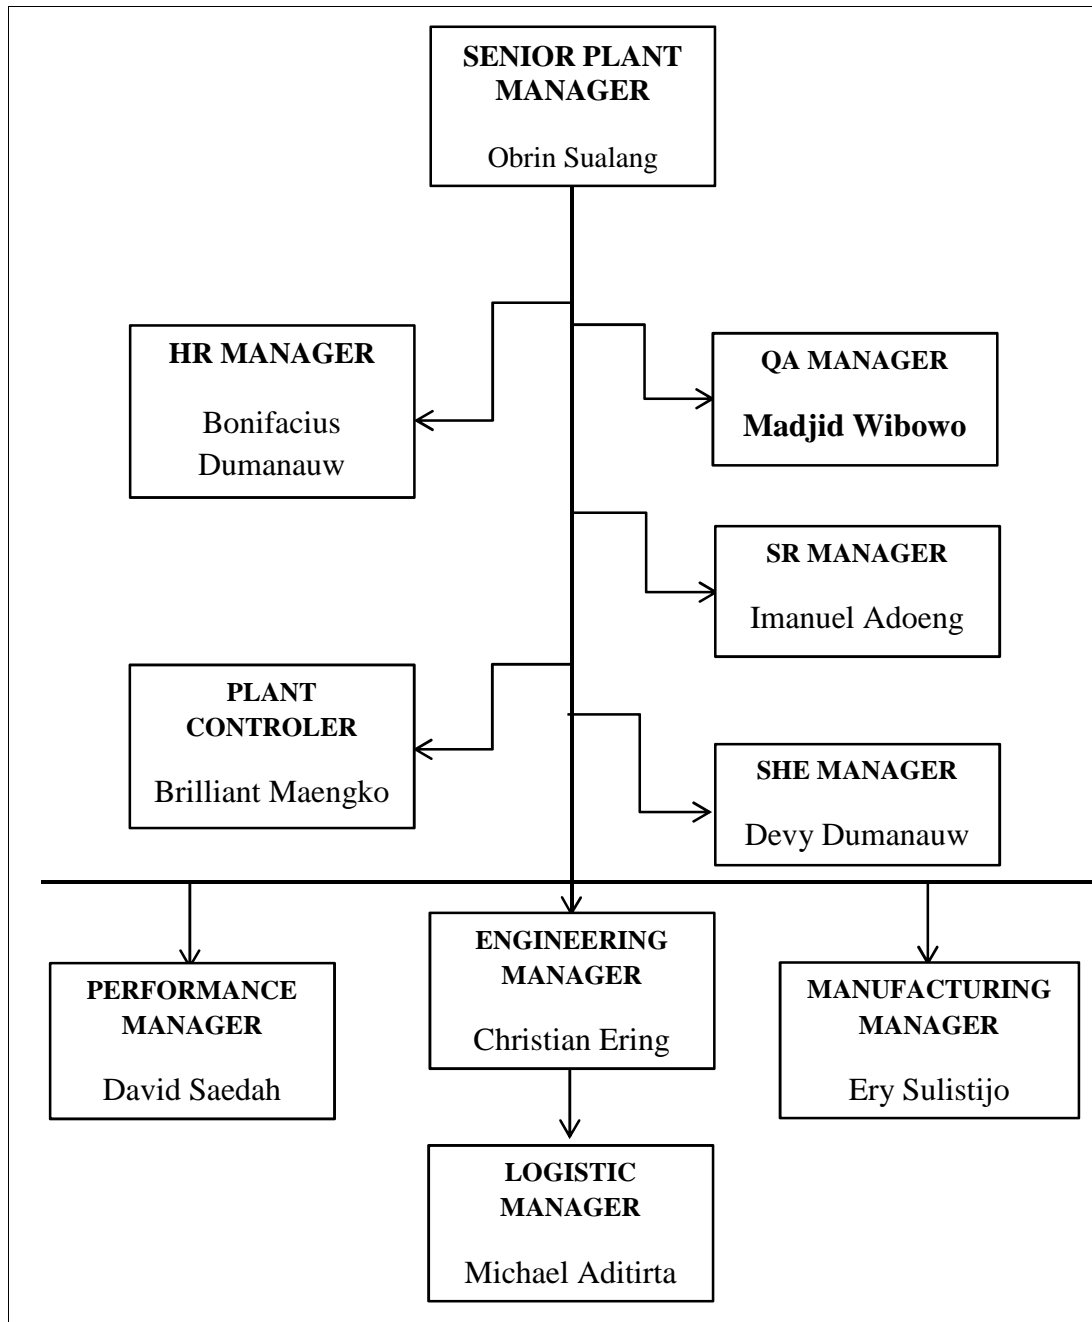 SENIOR PLANT
MANAGER
Obrin Sualang
HR MANAGER
Bonifacius
Dumanauw
QA MANAGER
Madjid Wibowo
SR MANAGER
Imanuel Adoeng
PLANT
CONTROLER
Brilliant Maengko
SHE MANAGER
Devy Dumanauw
PERFORMANCE
MANAGER
David Saedah
ENGINEERING
MANAGER
Christian Ering
MANUFACTURING
MANAGER
Ery Sulistijo
LOGISTIC
MANAGER
Michael Aditirta